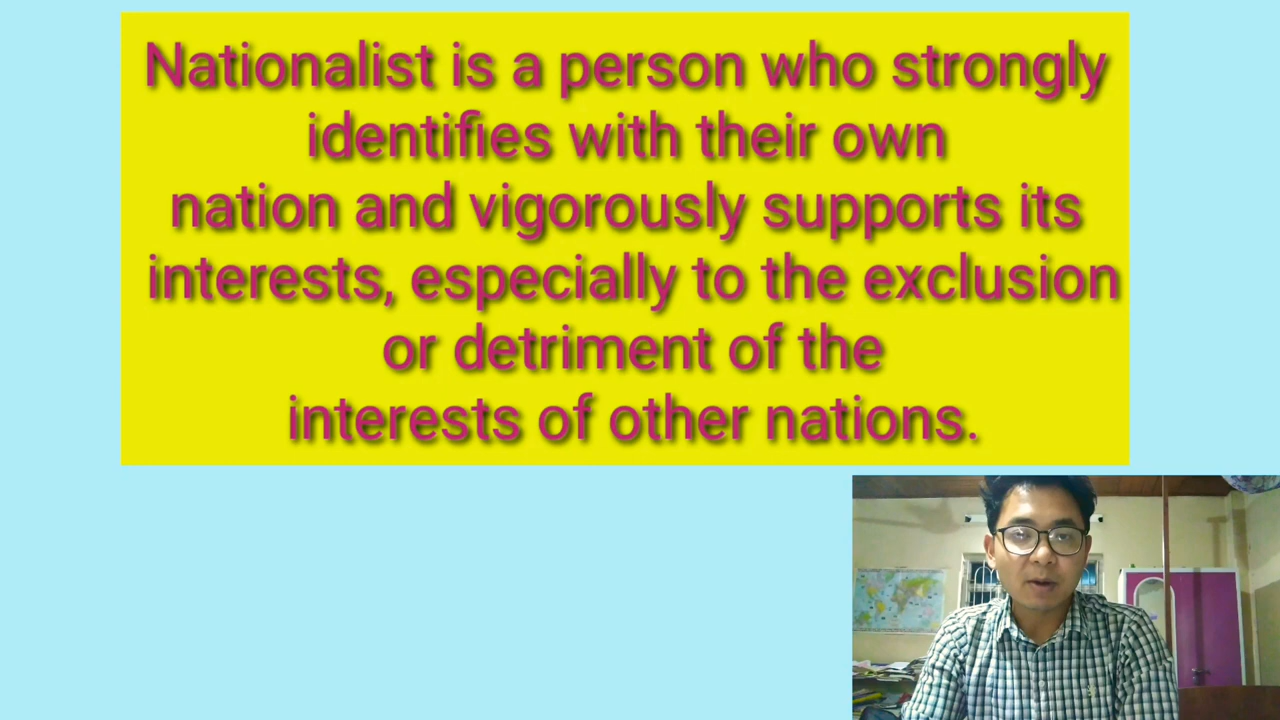 Nationalist is a person who strongly
identifies with their own
nation and vigorously supports its
interests, especially to the exclusion
or detriment of the
interests of other nations.